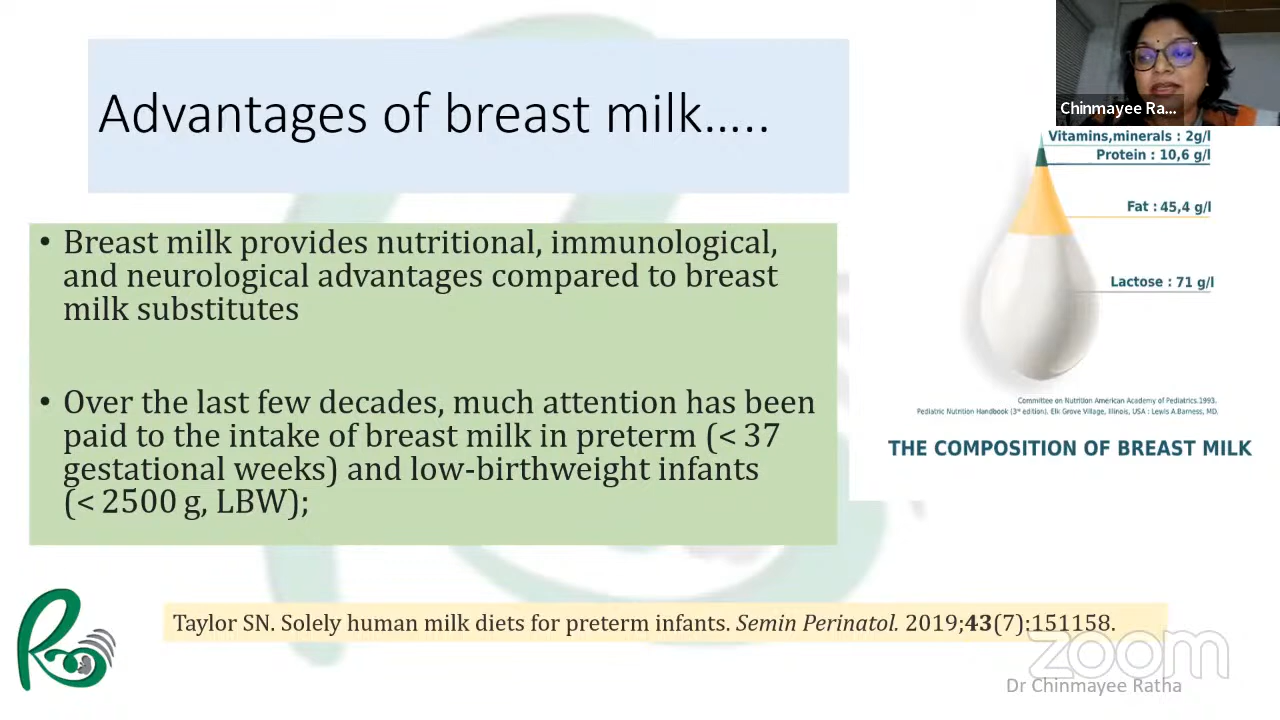 Advantages of breast milk…..
Chinmayee Ra...
Vitamins,minerals : 2g/l
Protein : 10,6 g/l
Fat : 45,4 g/l
Lactose : 71 g/l
Committee on Nutrition American Academy of Pediatrics.1993.
Pediatric Nutrition Handbook (3rd edition). Elk Grove Village, Illinois, USA : Lewis A.Barness, MD.
THE COMPOSITION OF BREAST MILK
• Breast milk provides nutritional, immunological,
and neurological advantages compared to breast
milk substitutes
• Over the last few decades, much attention has been
paid to the intake of breast milk in preterm (< 37
gestational weeks) and low-birthweight infants
(< 2500 g, LBW);
Taylor SN. Solely human milk diets for preterm infants. Semin Perinatol. 2019;43(7):151158.
zoom
Dr Chinmayee Ratha